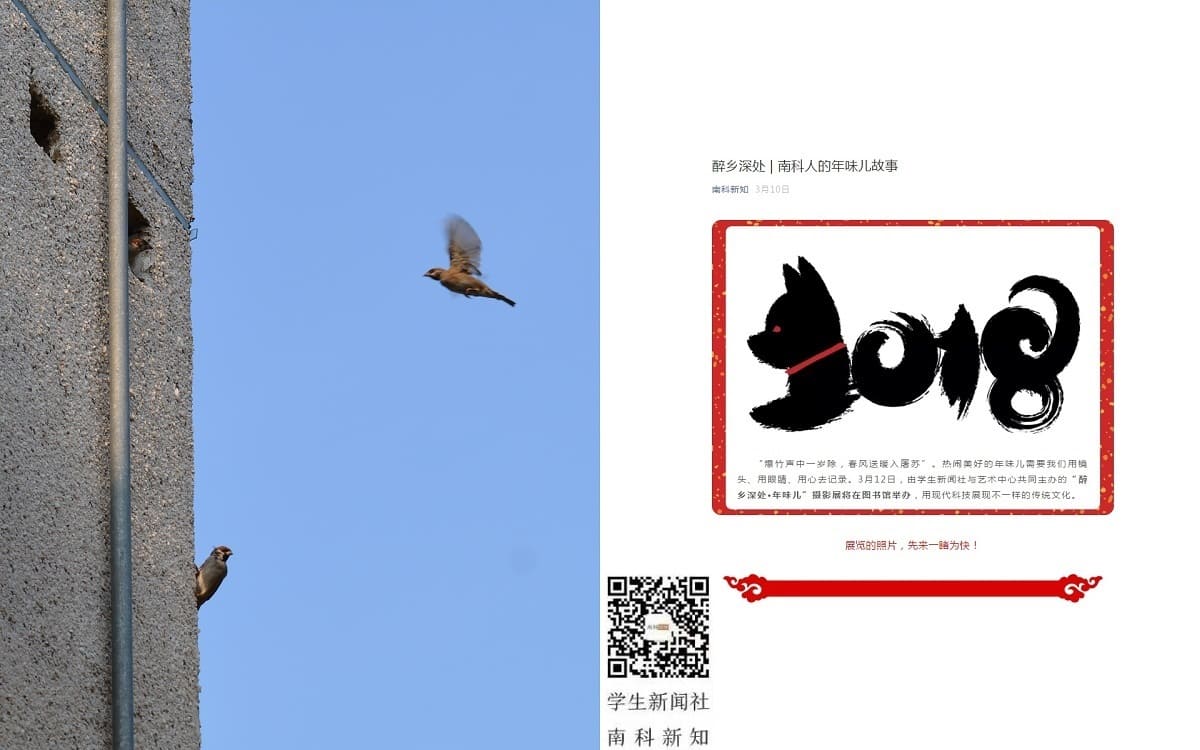 醉乡深处 | 南科人的年味儿故事
南科新知 3月10日
2018
“爆竹声中一岁除，春风送暖入屠苏”。热闹美好的年味儿需要我们用镜
头、用眼睛、用心去记录。3月12日，由学生新闻社与艺术中心共同主办的“醉
乡深处•年味儿”摄影展将在图书馆举办，用现代科技展现不一样的传统文化。
展览的照片，先来一睹为快！
学生新闻社
南科新知